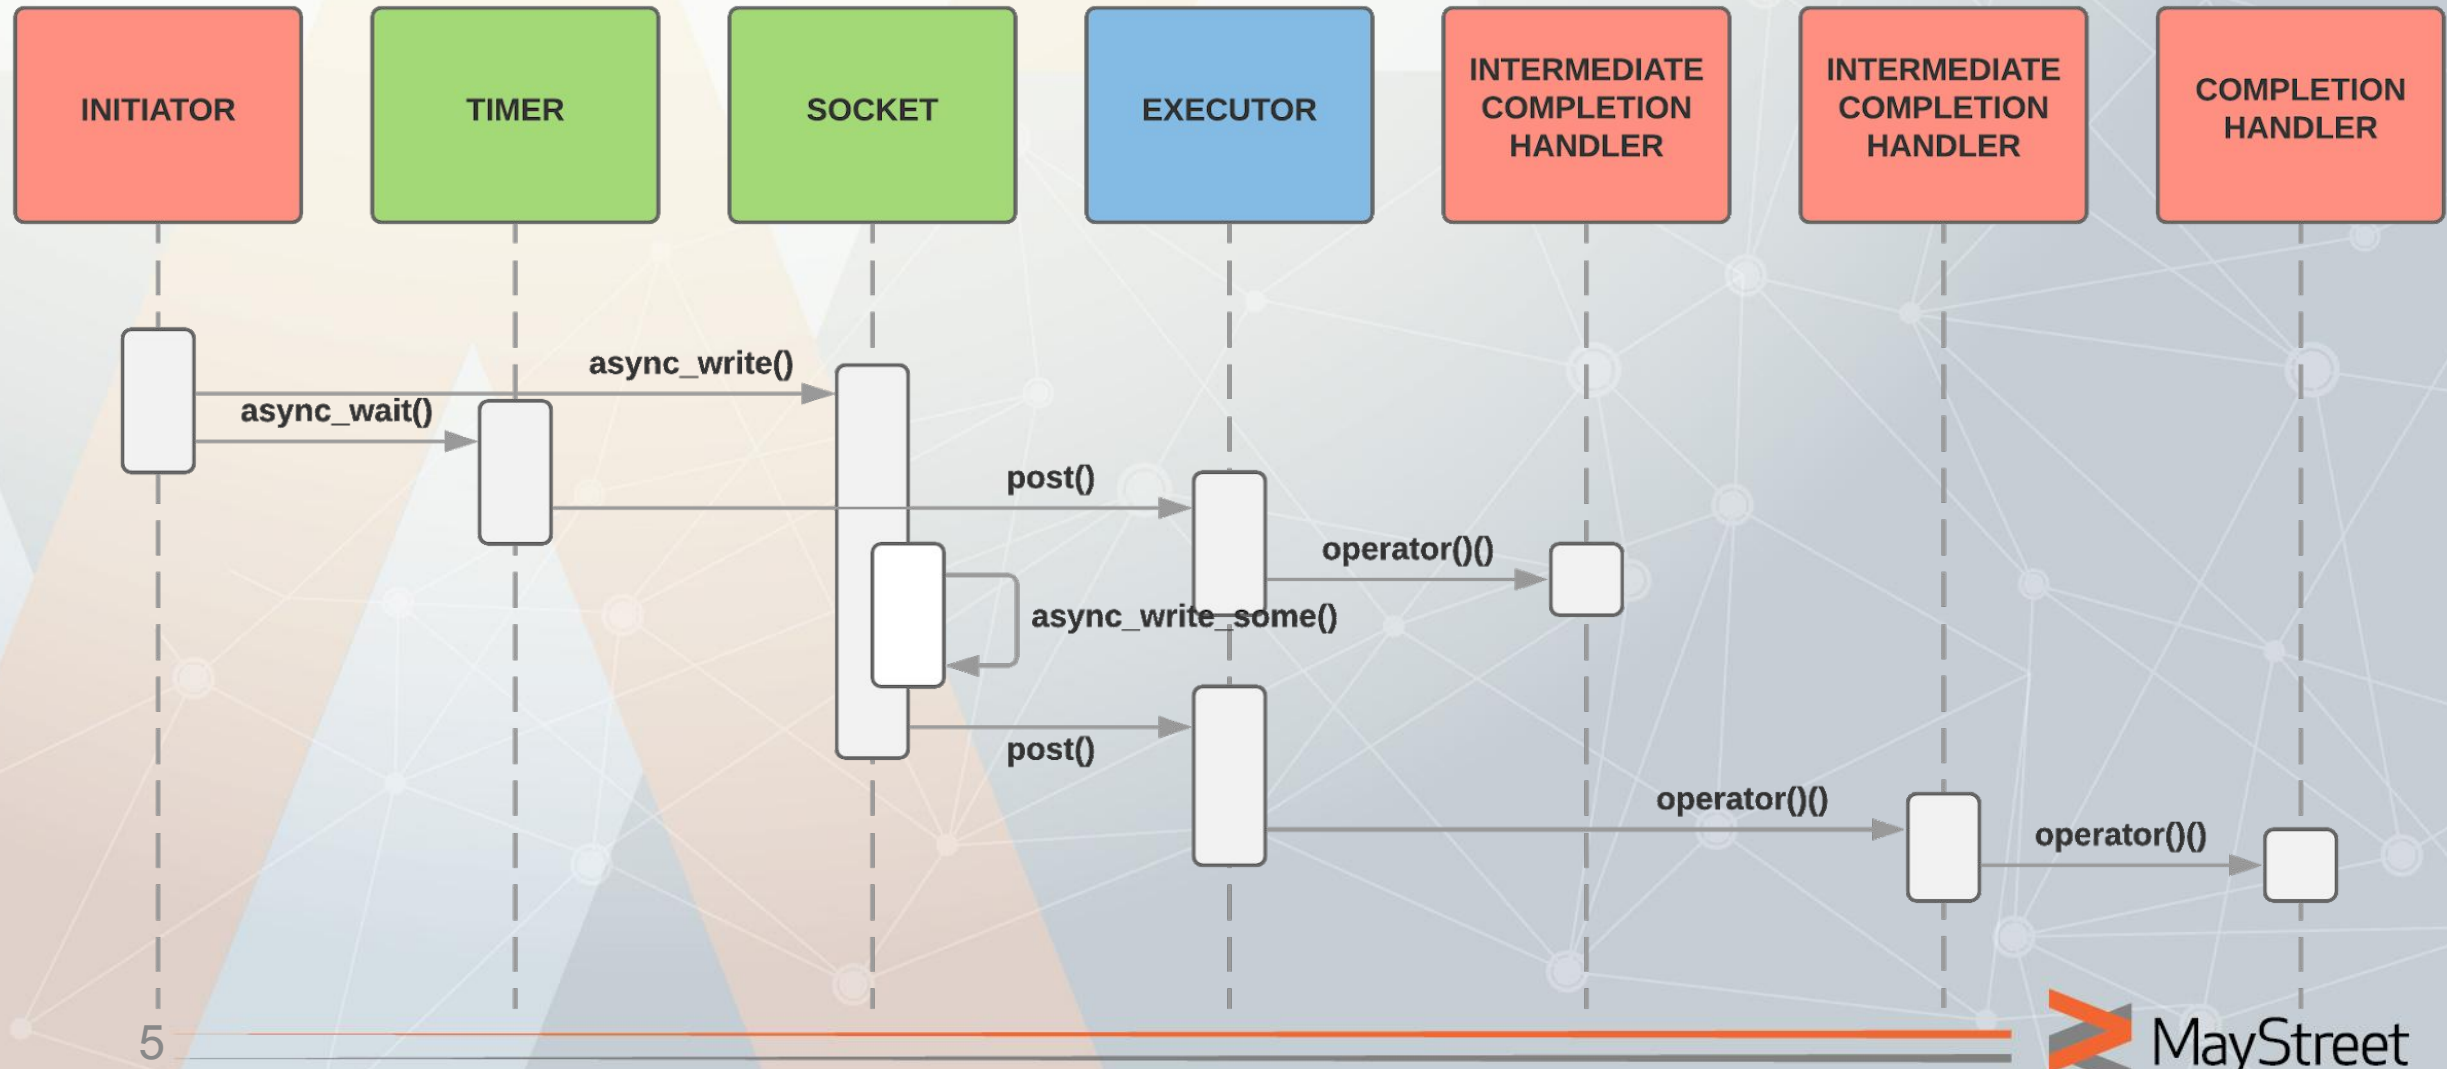 INITIATOR
TIMER
SOCKET
EXECUTOR
INTERMEDIATE
COMPLETION
HANDLER
INTERMEDIATE
COMPLETION
HANDLER
COMPLETION
HANDLER
async_write()
async_wait()
post()
operator()()
async_write_some()
post()
operator()()
operator()()
5
MayStreet